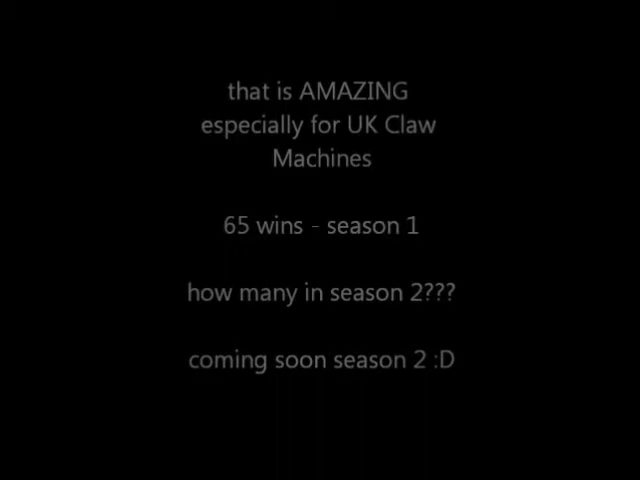 that is AMAZING
especially for UK Claw
Machines
65 wins - season 1
how many in season 2???
coming soon season 2 :D